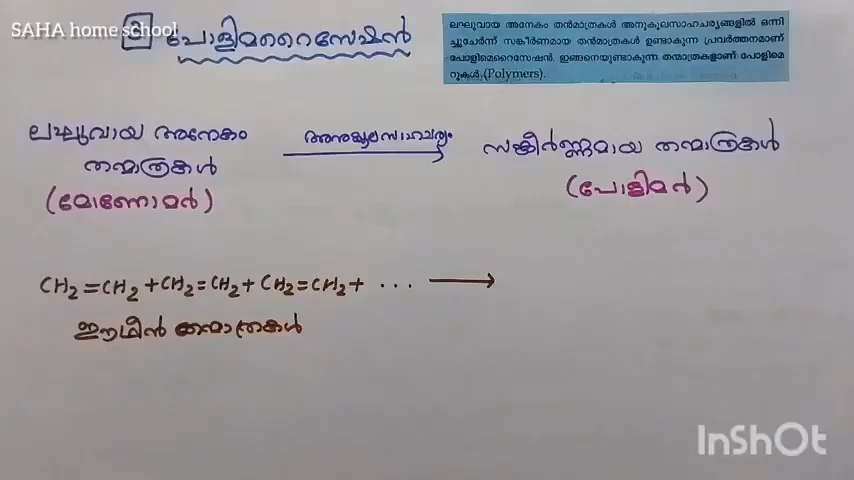 SAHA home school
3 പോളിമറൈസേഷൻ
ലഘുവായ അനേകം തൻമാത്രകൾ അനുകൂലസാഹചര്യങ്ങളിൽ ഒന്നി
ച്ചുചേർന്ന് സങ്കീർണമായ തൻമാത്രകൾ ഉണ്ടാകുന്ന പ്രവർത്തനമാണ്
പോളിമെറൈസേഷൻ. ഇങ്ങനെയുണ്ടാകുന്ന തന്മാത്രകളാണ് പോളിമെ
റുകൾ (Polymers).
ലഘുവായ അനേകം തന്മാത്രകൾ
(മോണോമർ)
അനുകൂലസാഹചര്യം
സങ്കീർണ്ണമായ തന്മാത്രകൾ
(പോളിമർ)
CH₂=CH₂+CH₂=CH₂+CH₂=CH₂+ ... ⟶
ഈഥീൻ തന്മാത്രകൾ
InShOt